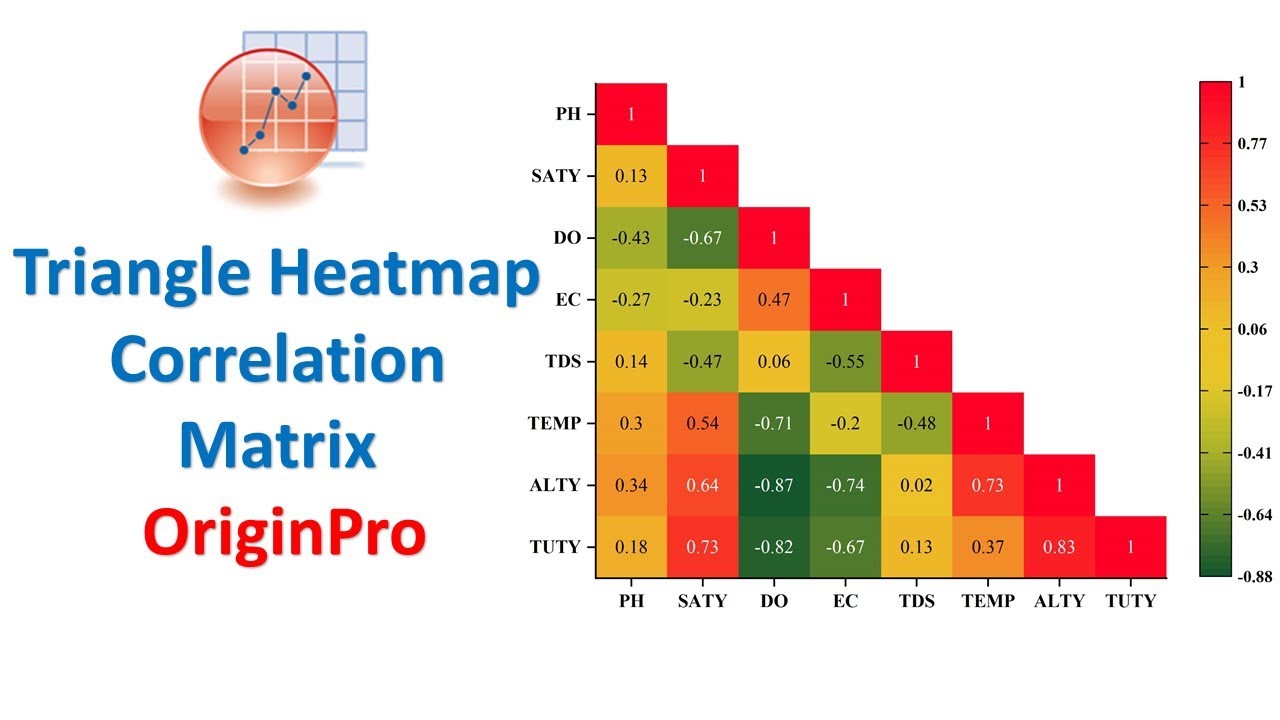 Triangle Heatmap
Correlation
Matrix
OriginPro
PH 1
SATY 0.13 1
DO -0.43 -0.67 1
EC -0.27 -0.23 0.47 1
TDS 0.14 -0.47 0.06 -0.55 1
TEMP 0.3 0.54 -0.71 -0.2 -0.48 1
ALTY 0.34 0.64 -0.87 -0.74 0.02 0.73 1
TUTY 0.18 0.73 -0.82 -0.67 0.13 0.37 0.83 1
PH SATY DO EC TDS TEMP ALTY TUTY
1
0.77
0.53
0.3
0.06
-0.17
-0.41
-0.64
-0.88